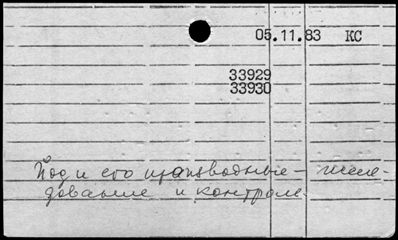 05.11.83 КС
33929
33930
Йод и его производные – иссле-
дование и контроль